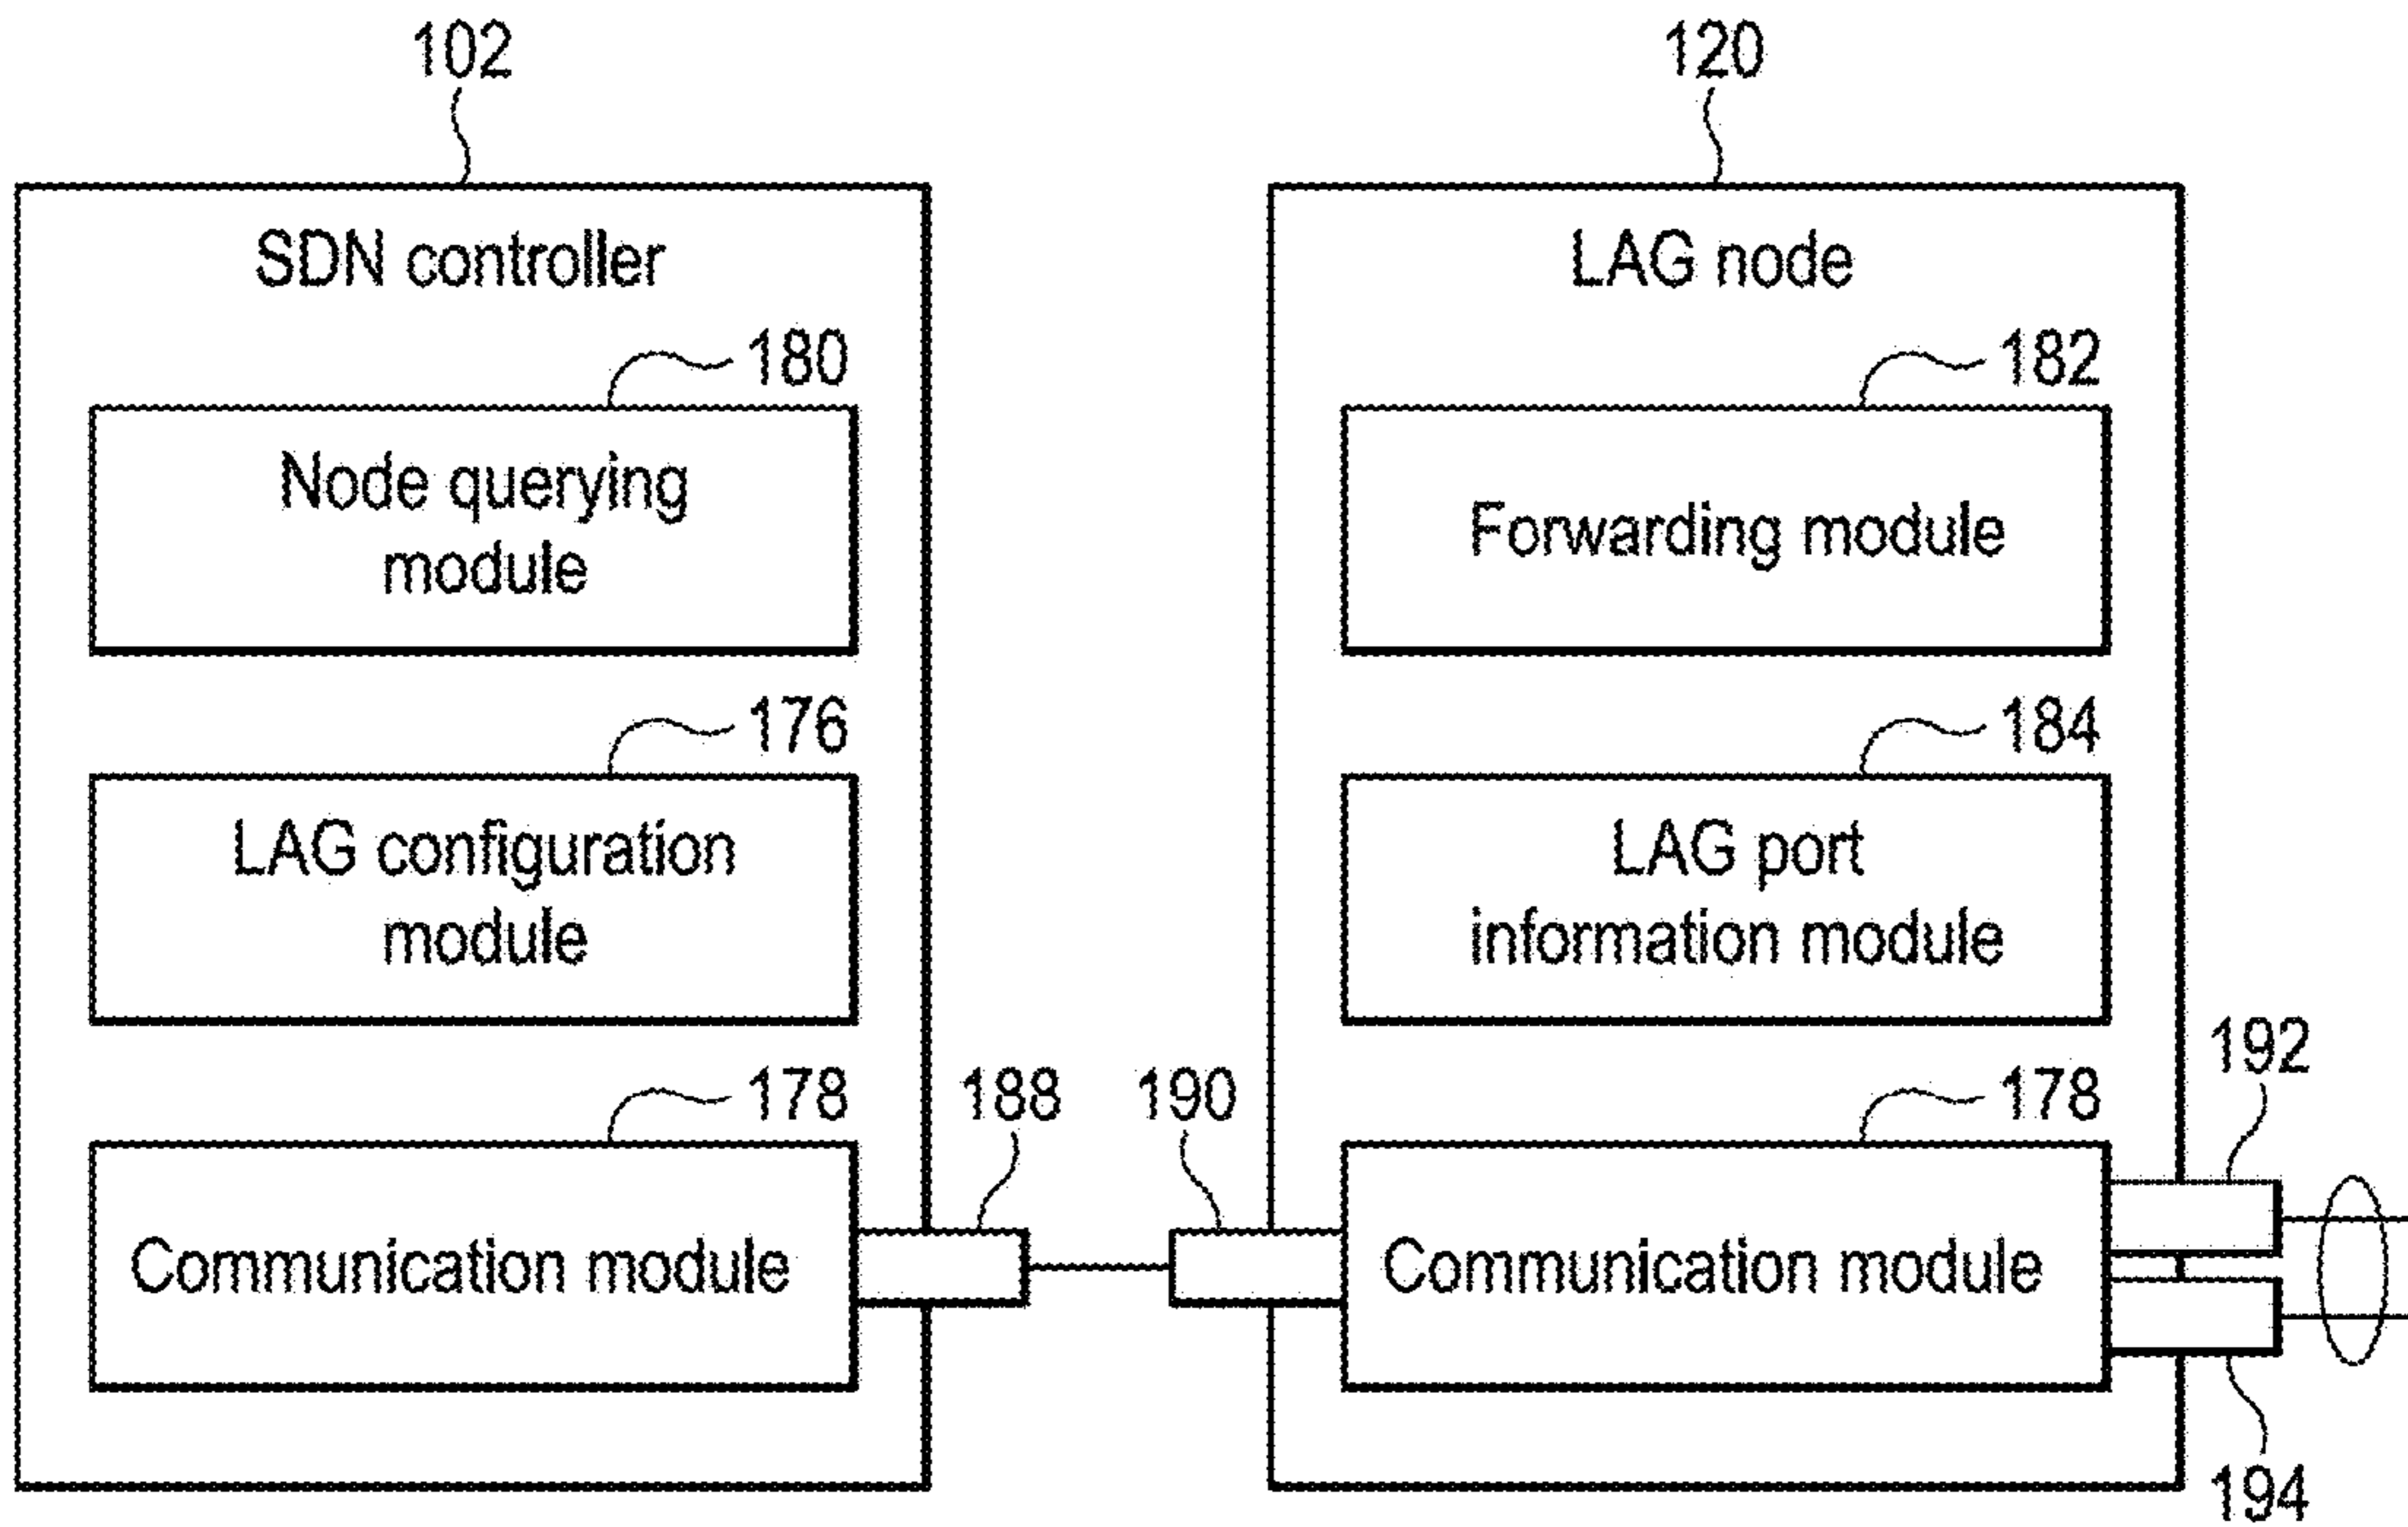 102
120
SDN controller
LAG node
180
182
Node querying
module
Forwarding module
176
184
LAG configuration
module
LAG port
information module
192
178
188
190
178
Communication module
Communication module
194